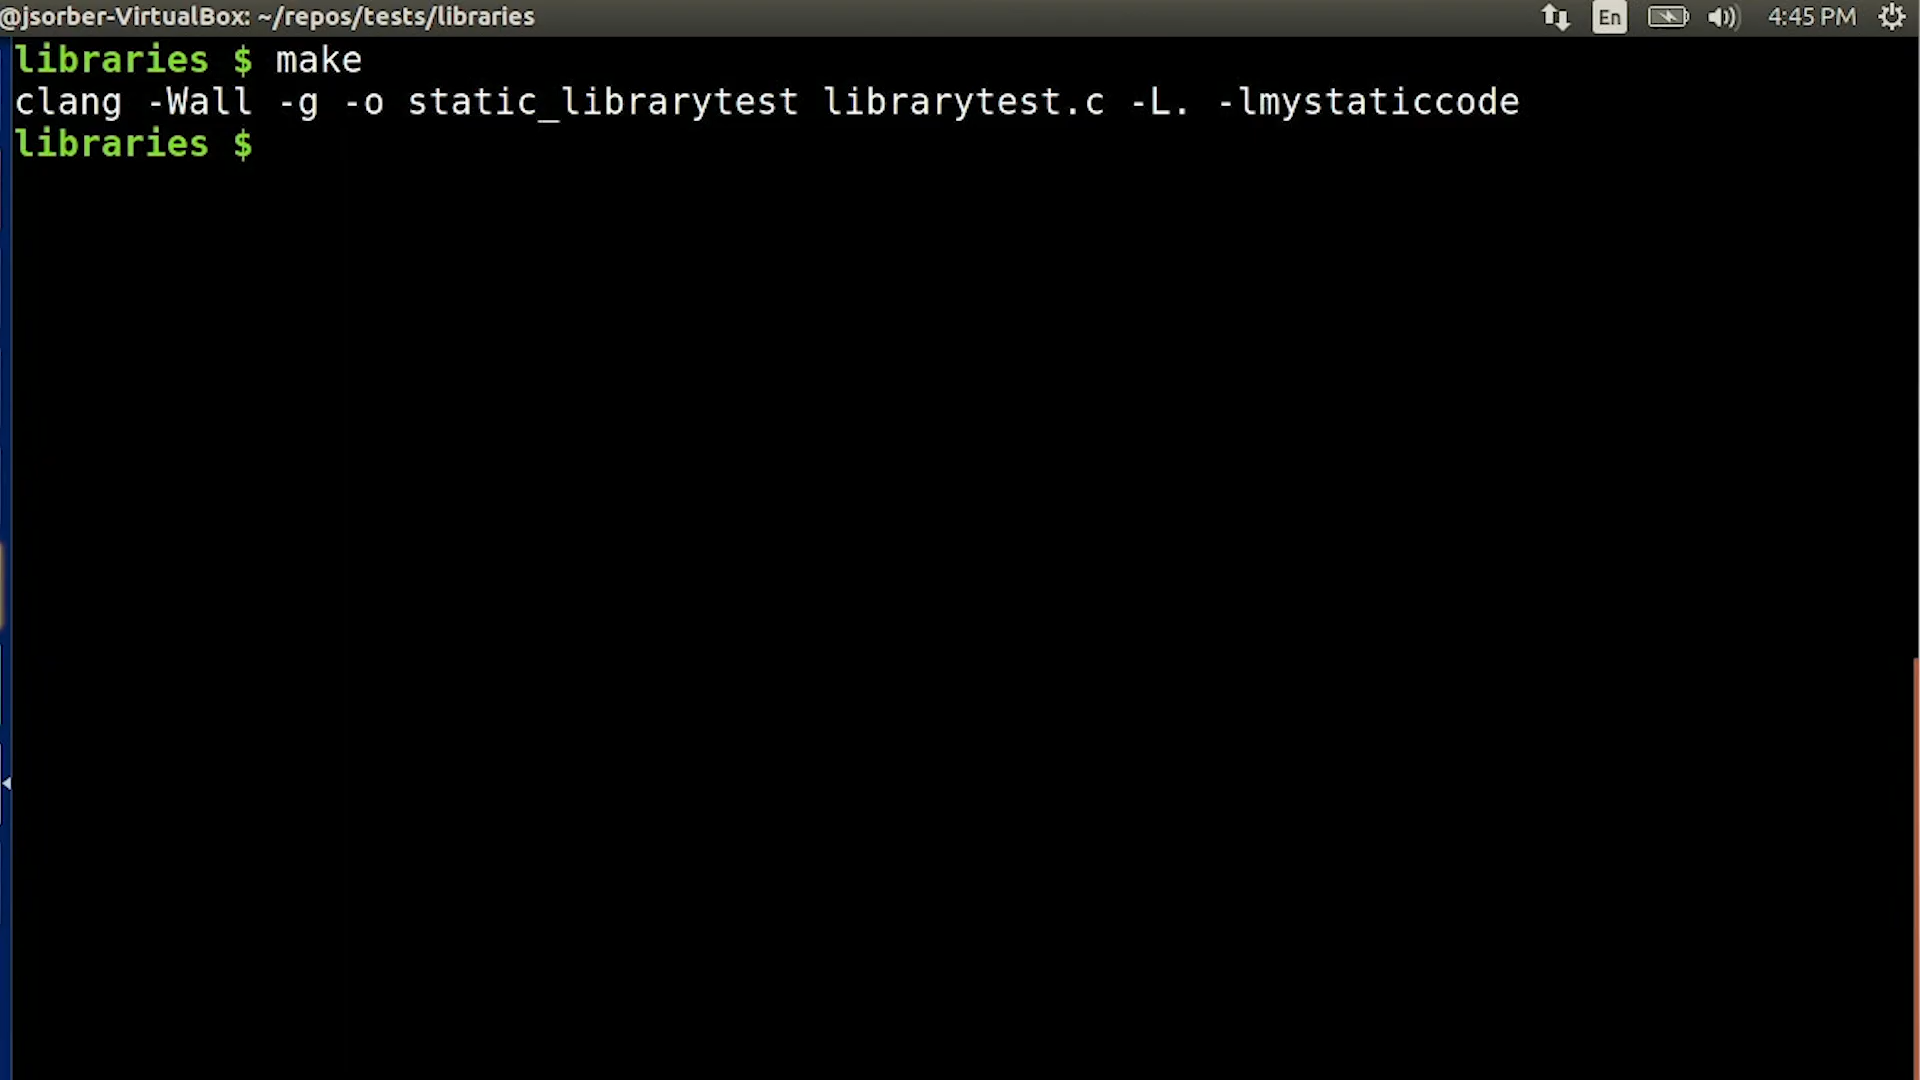 @jsorber-VirtualBox: ~/repos/tests/libraries En 4:45 PM
libraries $ make
clang -Wall -g -o static_librarytest librarytest.c -L. -lmystaticcode
libraries $